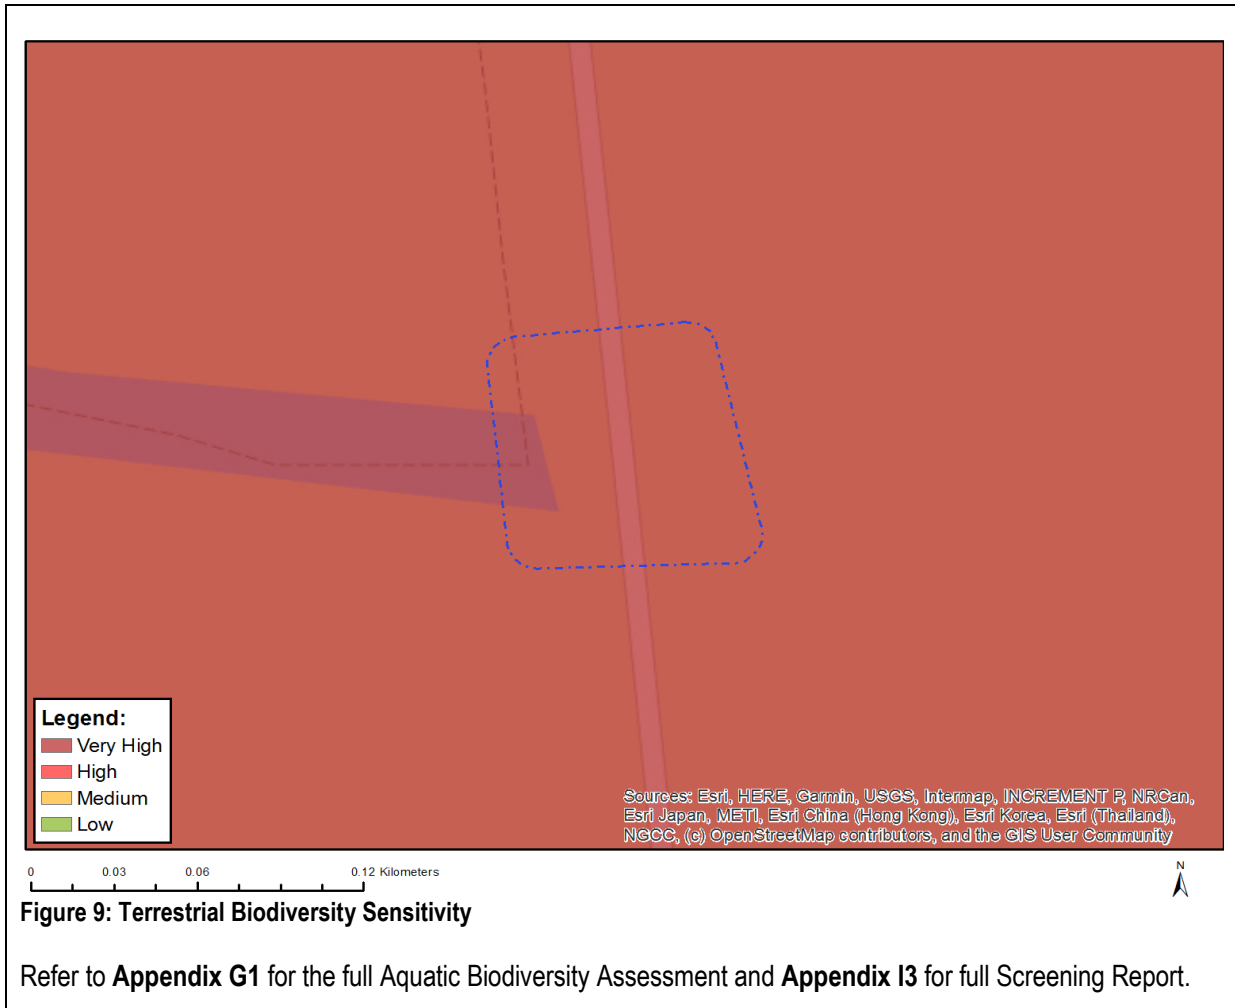 Legend:
Very High
High
Medium
Low
Sources: Esri, HERE, Garmin, USGS, Intermap, INCREMENT P, NRCan,
Esri Japan, METI, Esri China (Hong Kong), Esri Korea, Esri (Thailand),
NGCC, (c) OpenStreetMap contributors, and the GIS User Community
0 0.03 0.06 0.12 Kilometers
N
Figure 9: Terrestrial Biodiversity Sensitivity
Refer to Appendix G1 for the full Aquatic Biodiversity Assessment and Appendix I3 for full Screening Report.